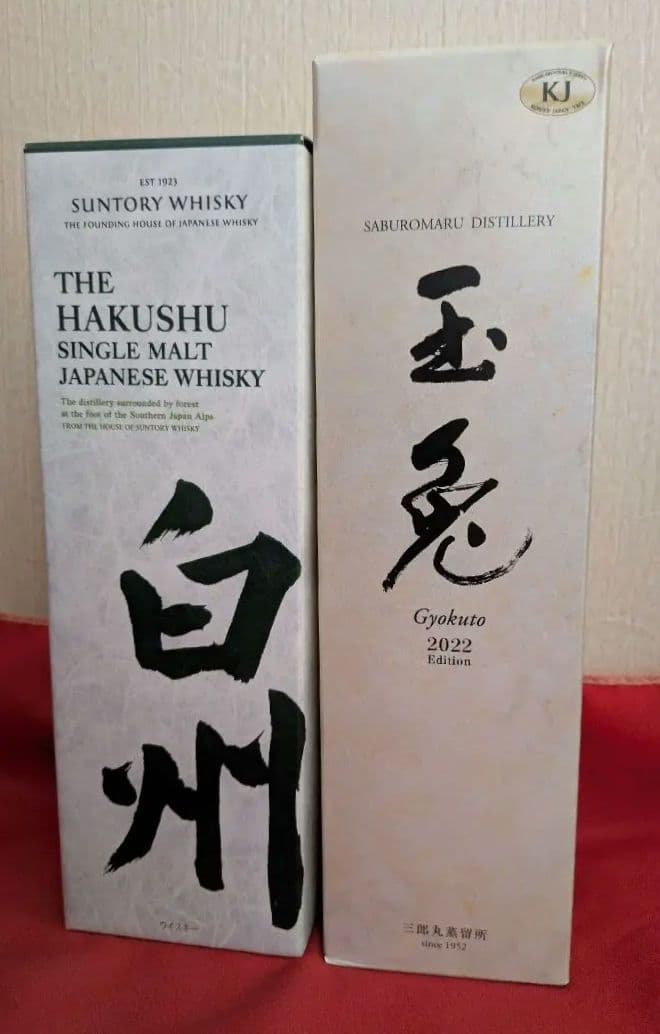 EST 1923
SUNTORY WHISKY
THE FOUNDING HOUSE OF JAPANESE WHISKY
THE
HAKUSHU
SINGLE MALT
JAPANESE WHISKY
The distillery surrounded by forest
at the foot of the Southern Japan Alps
FROM THE HOUSE OF SUNTORY WHISKY
白
州
ウイスキー
KJ
SABUROMARU DISTILLERY
玉
兎
Gyokuto
2022
Edition
三郎丸蒸留所
since 1952